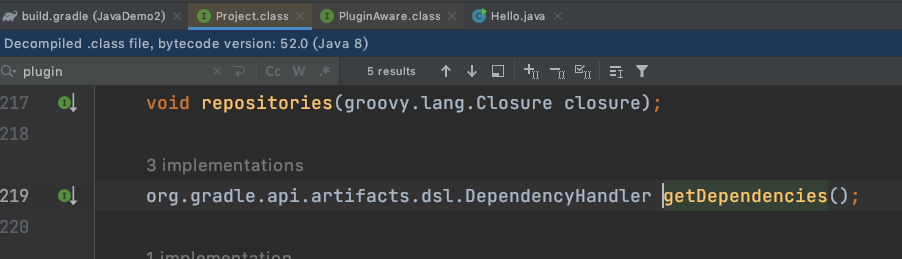 build.gradle (JavaDemo2) Project.class PluginAware.class Hello.java
Decompiled .class file, bytecode version: 52.0 (Java 8)
plugin Cc W .* 5 results
217 void repositories(groovy.lang.Closure closure);
218
3 implementations
219 org.gradle.api.artifacts.dsl.DependencyHandler getDependencies();
220
1 implementation